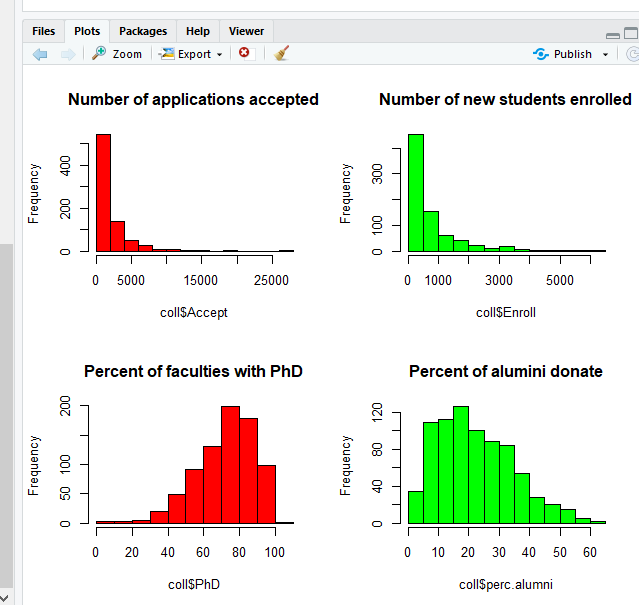 Files Plots Packages Help Viewer
Zoom Export Publish
Number of applications accepted
Frequency
0 200 400
0 5000 15000 25000
coll$Accept
Number of new students enrolled
Frequency
0 100 300
0 1000 3000 5000
coll$Enroll
Percent of faculties with PhD
Frequency
0 50 100 200
0 20 40 60 80 100
coll$PhD
Percent of alumini donate
Frequency
0 40 80 120
0 10 20 30 40 50 60
coll$perc.alumni